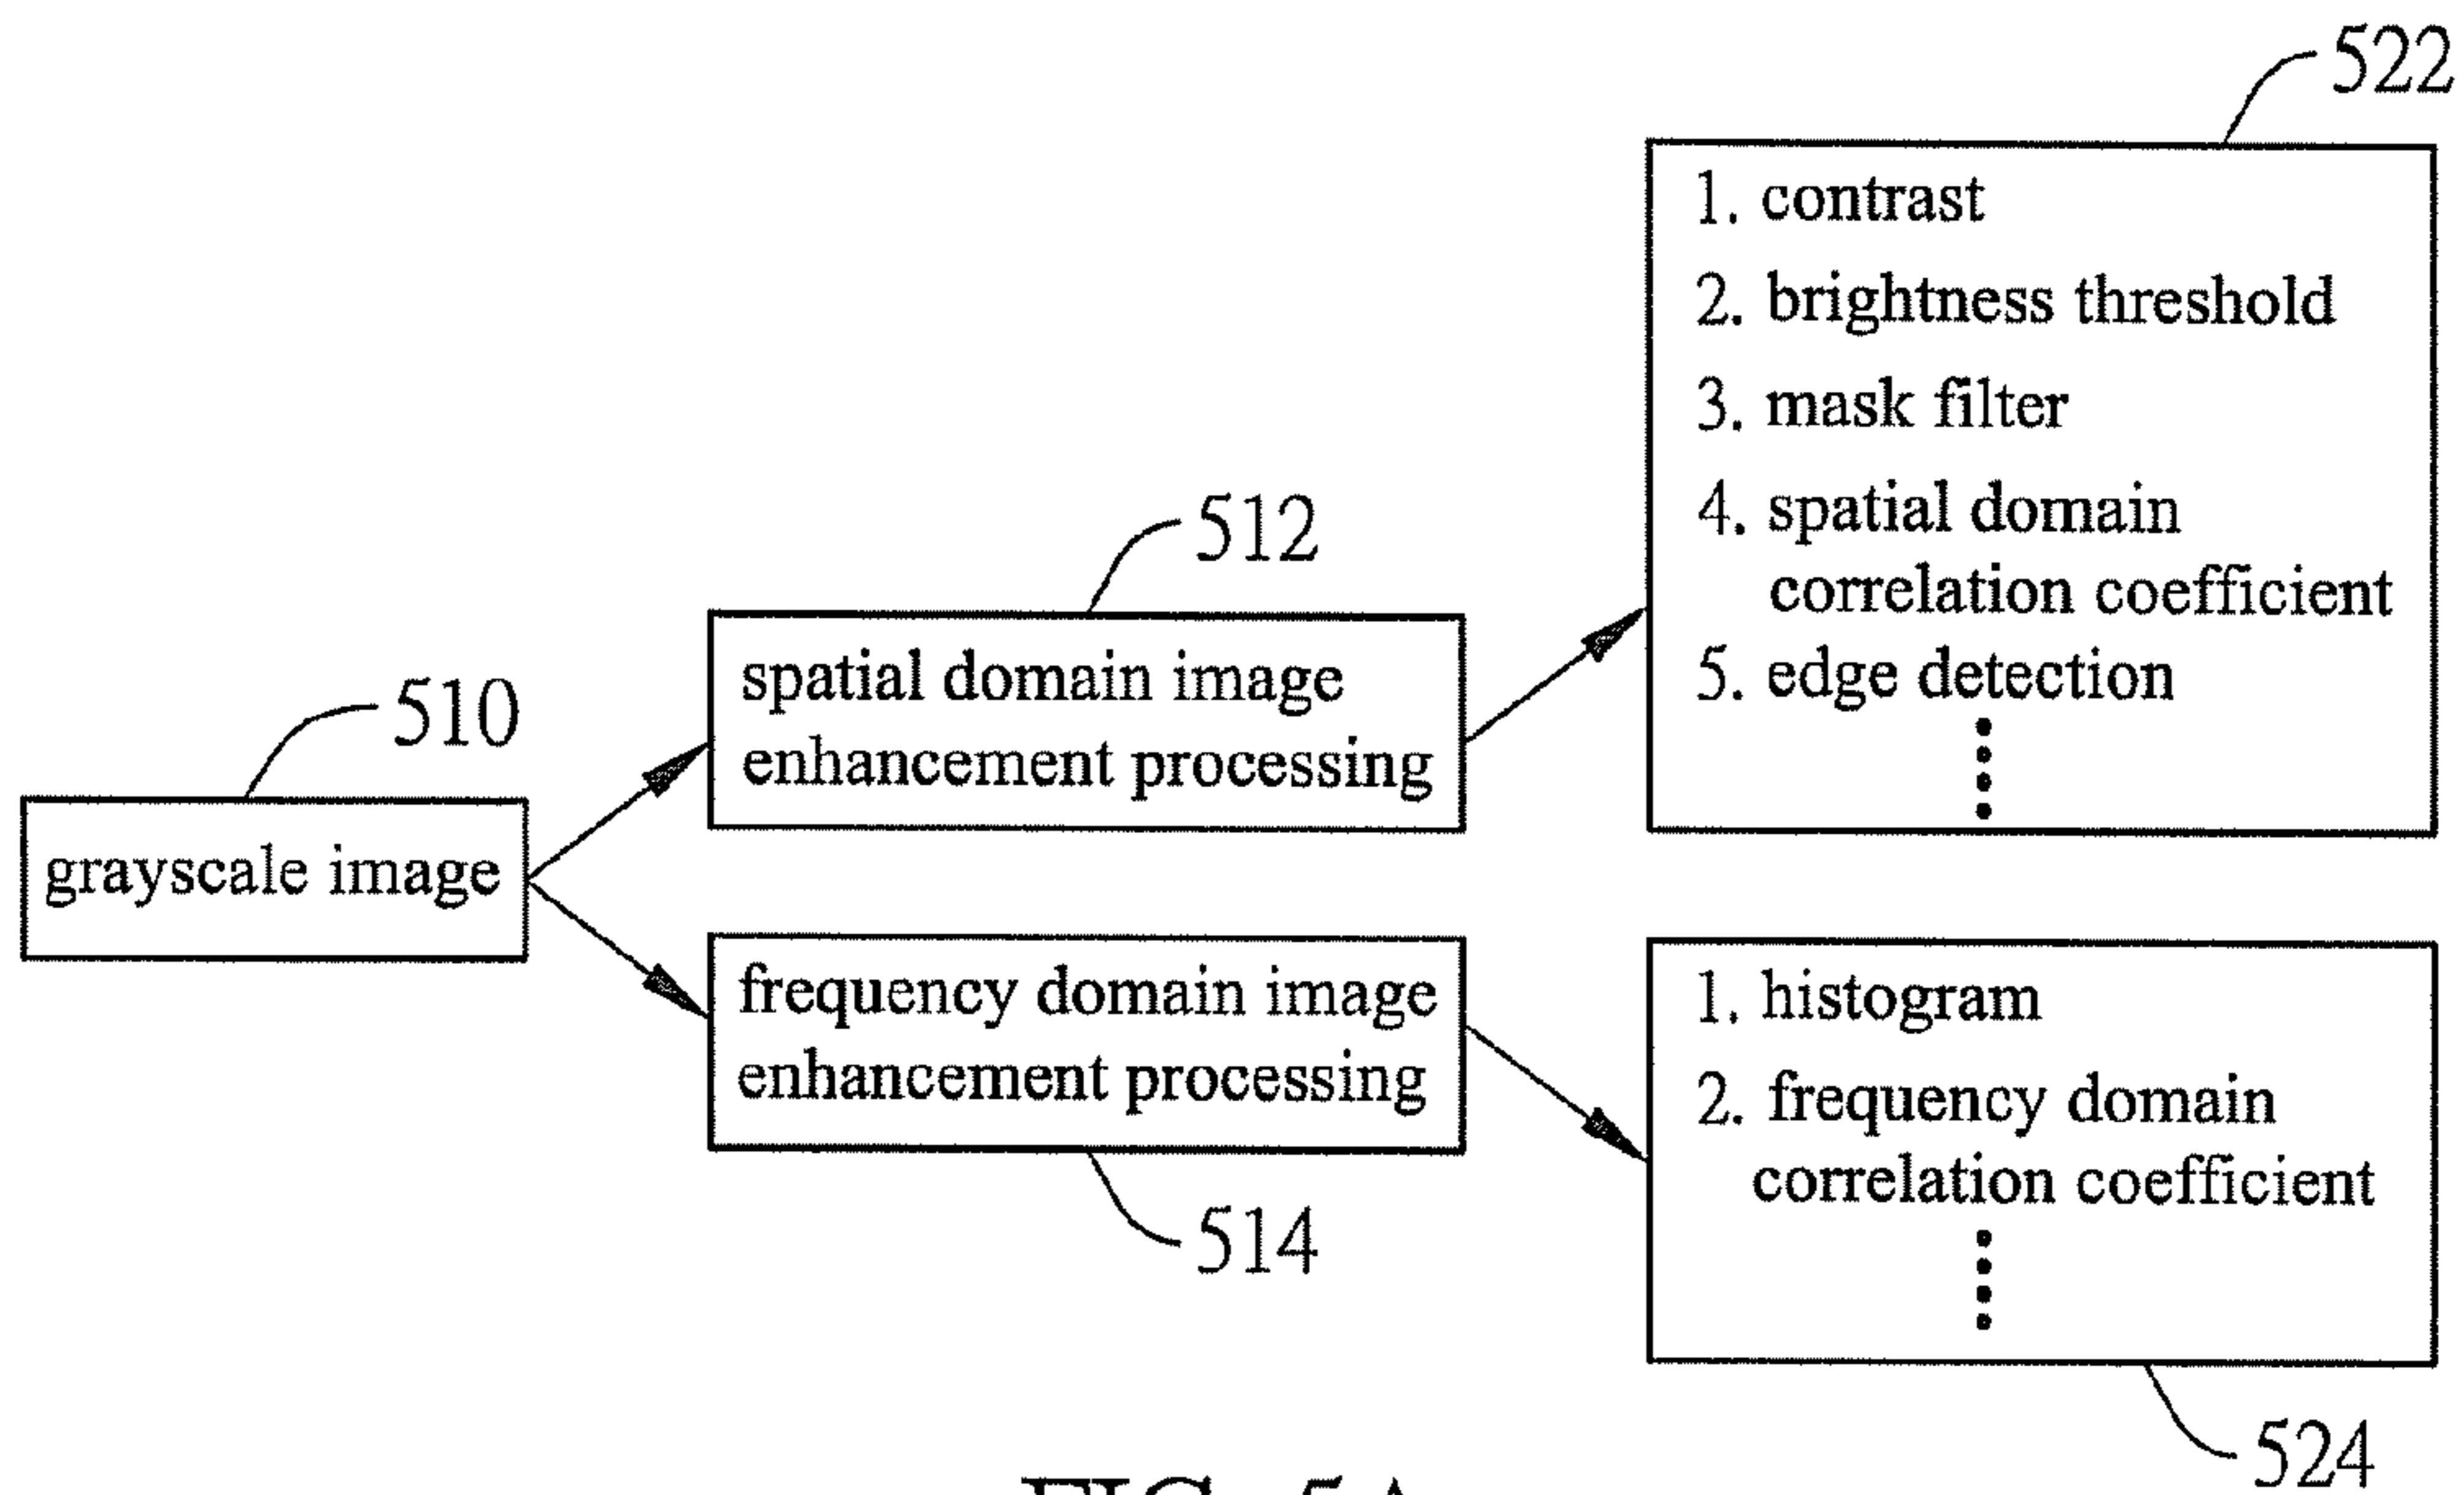 522
1. contrast
2. brightness threshold
3. mask filter
4. spatial domain
correlation coefficient
5. edge detection
512
spatial domain image
enhancement processing
510
grayscale image
frequency domain image
enhancement processing
514
1. histogram
2. frequency domain
correlation coefficient
524
FIG. 5A